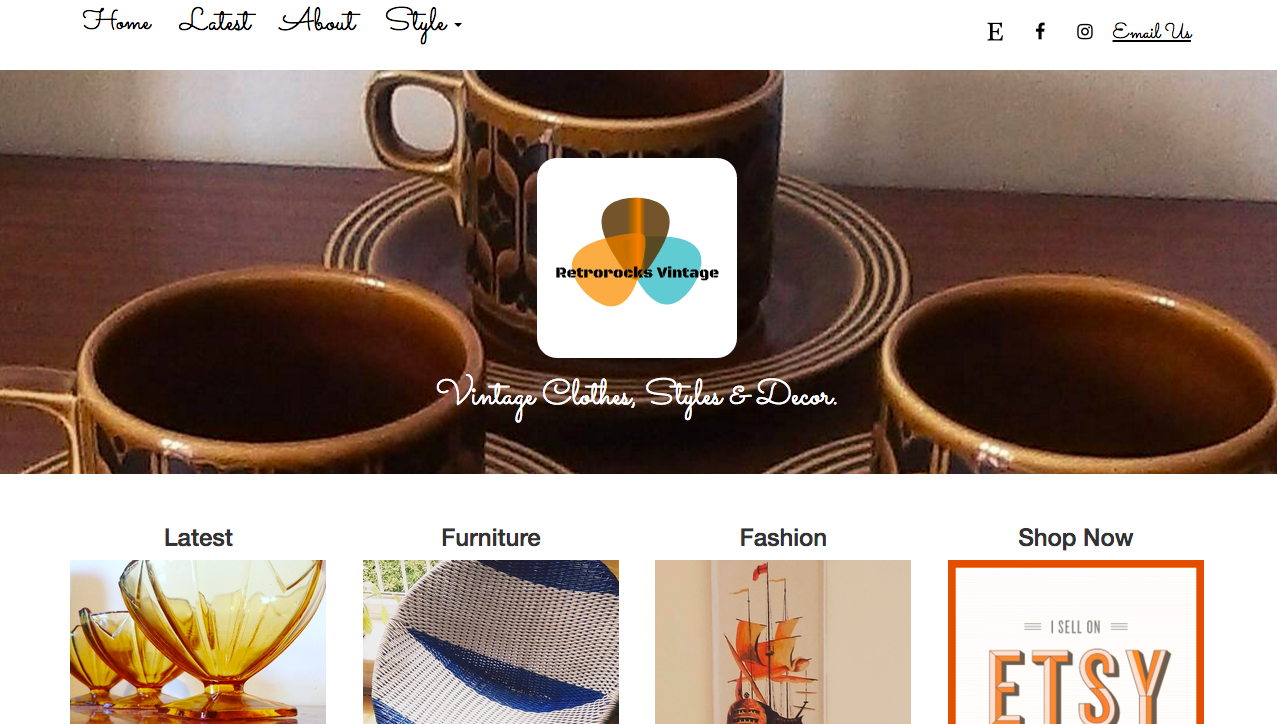 Home Latest About Style
E f Email Us
Retrorocks Vintage
Vintage Clothes, Styles & Decor.
Latest Furniture Fashion Shop Now
I SELL ON
ETSY